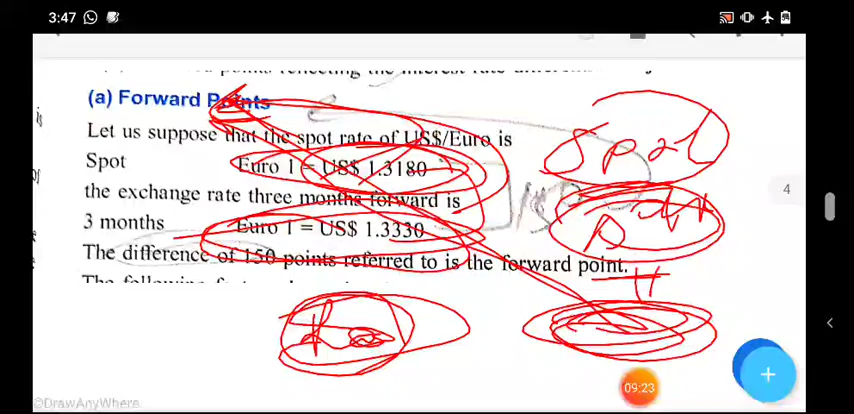 3:47
(a) Forward Points
Let us suppose that the spot rate of US$/Euro is
Spot Euro 1 = US$ 1.3180
the exchange rate three months forward is
3 months Euro 1 = US$ 1.3330
The difference of 150 points referred to is the forward point.
Spot
4
09:23
+
@DrawAnyWhere